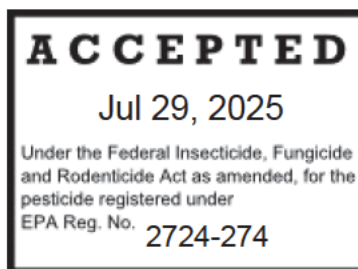 ACCEPTED
Jul 29, 2025
Under the Federal Insecticide, Fungicide
and Rodenticide Act as amended, for the
pesticide registered under
EPA Reg. No. 2724-274